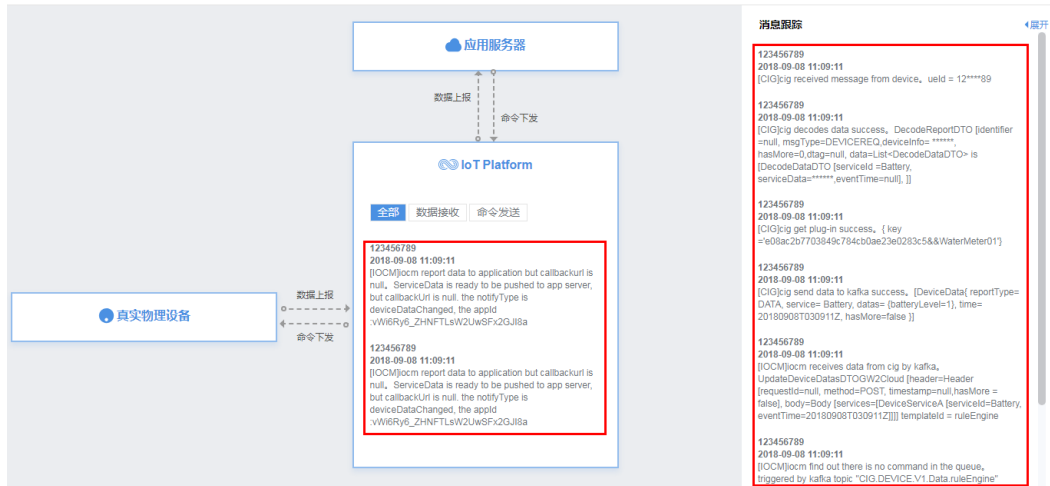 应用服务器
数据上报
命令下发
IoT Platform
全部 数据接收 命令发送
123456789
2018-09-08 11:09:11
[IOCM]iocm report data to application but callbackurl is
null。ServiceData is ready to be pushed to app server,
but callbackUrl is null. the notifyType is
deviceDataChanged, the appId
:vWi6Ry6_ZHNFTLsW2UwSFx2GJl8a
123456789
2018-09-08 11:09:11
[IOCM]iocm report data to application but callbackurl is
null。ServiceData is ready to be pushed to app server,
but callbackUrl is null. the notifyType is
deviceDataChanged, the appId
:vWi6Ry6_ZHNFTLsW2UwSFx2GJl8a
真实物理设备
数据上报
命令下发
消息跟踪
展开
123456789
2018-09-08 11:09:11
[CIG]cig received message from device。ueId = 12****89
123456789
2018-09-08 11:09:11
[CIG]cig decodes data success。DecodeReportDTO [identifier
=null, msgType=DEVICEREQ,deviceInfo= ******,
hasMore=0,dtag=null, data=List<DecodeDataDTO> is
[DecodeDataDTO [serviceId =Battery,
serviceData=******,eventTime=null], ]]
123456789
2018-09-08 11:09:11
[CIG]cig get plug-in success。{ key
='e08ac2b7703849c784cb0ae23e0283c5&&WaterMeter01'}
123456789
2018-09-08 11:09:11
[CIG]cig send data to kafka success。[DeviceData{ reportType=
DATA, service= Battery, datas= {batteryLevel=1}, time=
20180908T030911Z, hasMore=false }]
123456789
2018-09-08 11:09:11
[IOCM]iocm receives data from cig by kafka。
UpdateDeviceDatasDTOGW2Cloud [header=Header
[requestId=null, method=POST, timestamp=null,hasMore =
false], body=Body [services=[DeviceServiceA [serviceId=Battery,
eventTime=20180908T030911Z]]]] templateId = ruleEngine
123456789
2018-09-08 11:09:11
[IOCM]iocm find out there is no command in the queue。
triggered by kafka topic "CIG.DEVICE.V1.Data.ruleEngine"